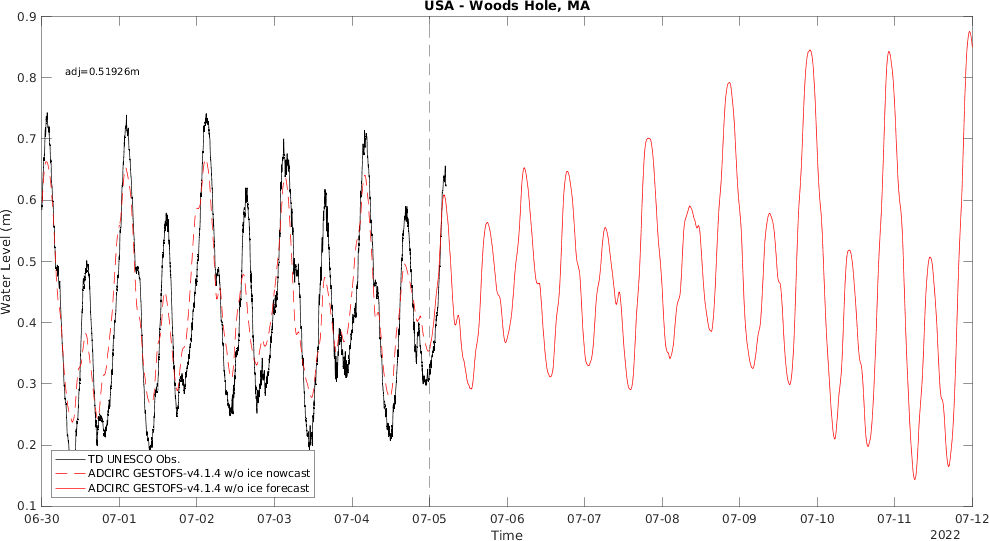 USA - Woods Hole, MA
adj=0.51926m
Water Level (m)
0.9
0.8
0.7
0.6
0.5
0.4
0.3
0.2
0.1
TD UNESCO Obs.
ADCIRC GESTOFS-v4.1.4 w/o ice nowcast
ADCIRC GESTOFS-v4.1.4 w/o ice forecast
06-30 07-01 07-02 07-03 07-04 07-05 07-06 07-07 07-08 07-09 07-10 07-11 07-12
Time
2022